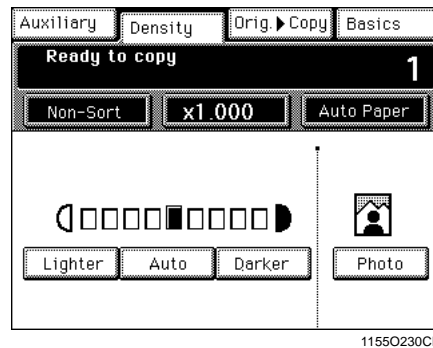 Auxiliary Density Orig.▶Copy Basics
Ready to copy
1
Non-Sort x1.000 Auto Paper
Lighter Auto Darker Photo
1155O230C